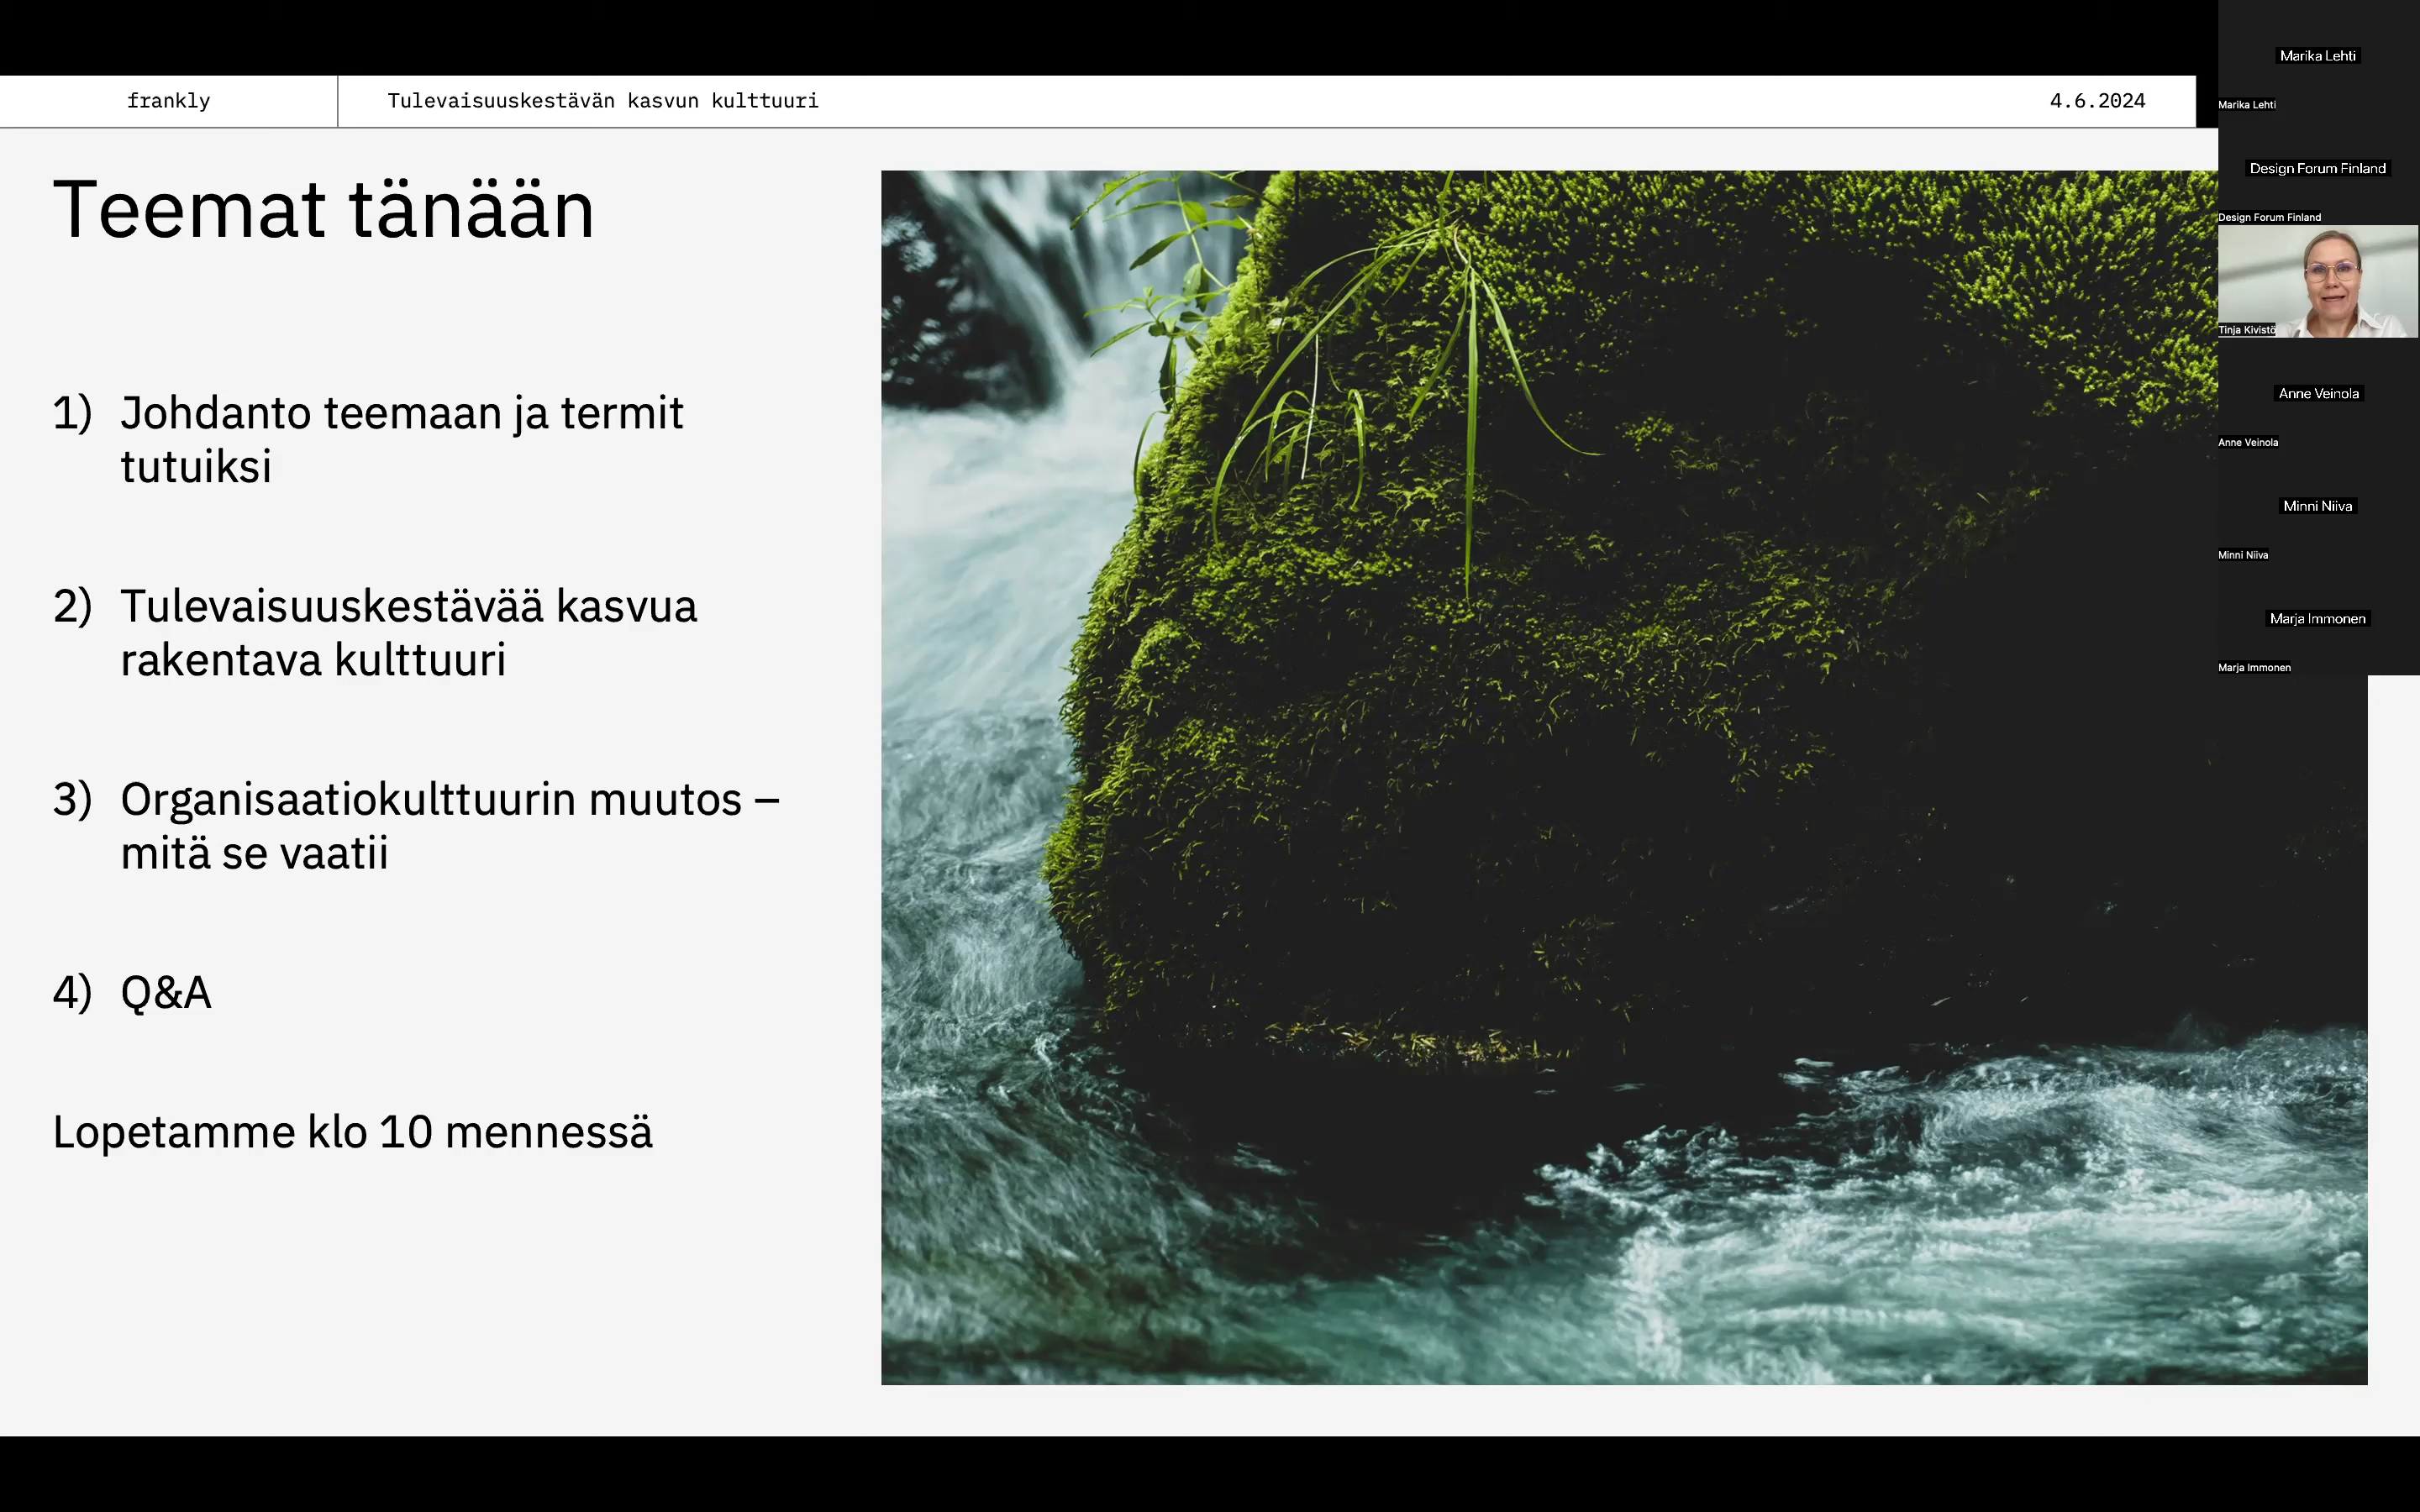 frankly
Tulevaisuuskestävän kasvun kulttuuri
4.6.2024
Teemat tänään
1) Johdanto teemaan ja termit
tutuiksi
2) Tulevaisuuskestävää kasvua
rakentava kulttuuri
3) Organisaatiokulttuurin muutos –
mitä se vaatii
4) Q&A
Lopetamme klo 10 mennessä
Marika Lehti
Marika Lehti
Design Forum Finland
Design Forum Finland
Tinja Kivistö
Anne Veinola
Anne Veinola
Minni Niiva
Minni Niiva
Marja Immonen
Marja Immonen